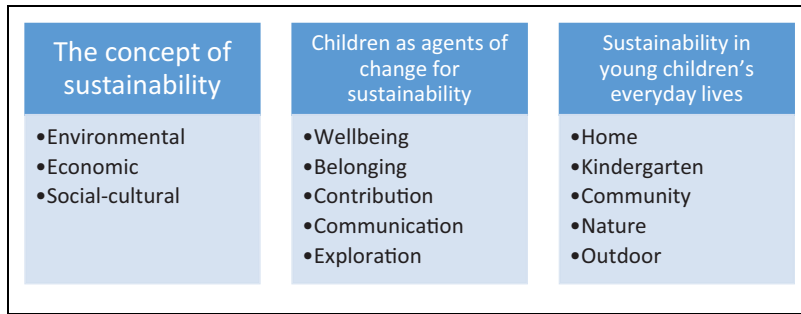 The concept of
sustainability
•Environmental
•Economic
•Social-cultural
Children as agents of
change for
sustainability
•Wellbeing
•Belonging
•Contribution
•Communication
•Exploration
Sustainability in
young children's
everyday lives
•Home
•Kindergarten
•Community
•Nature
•Outdoor